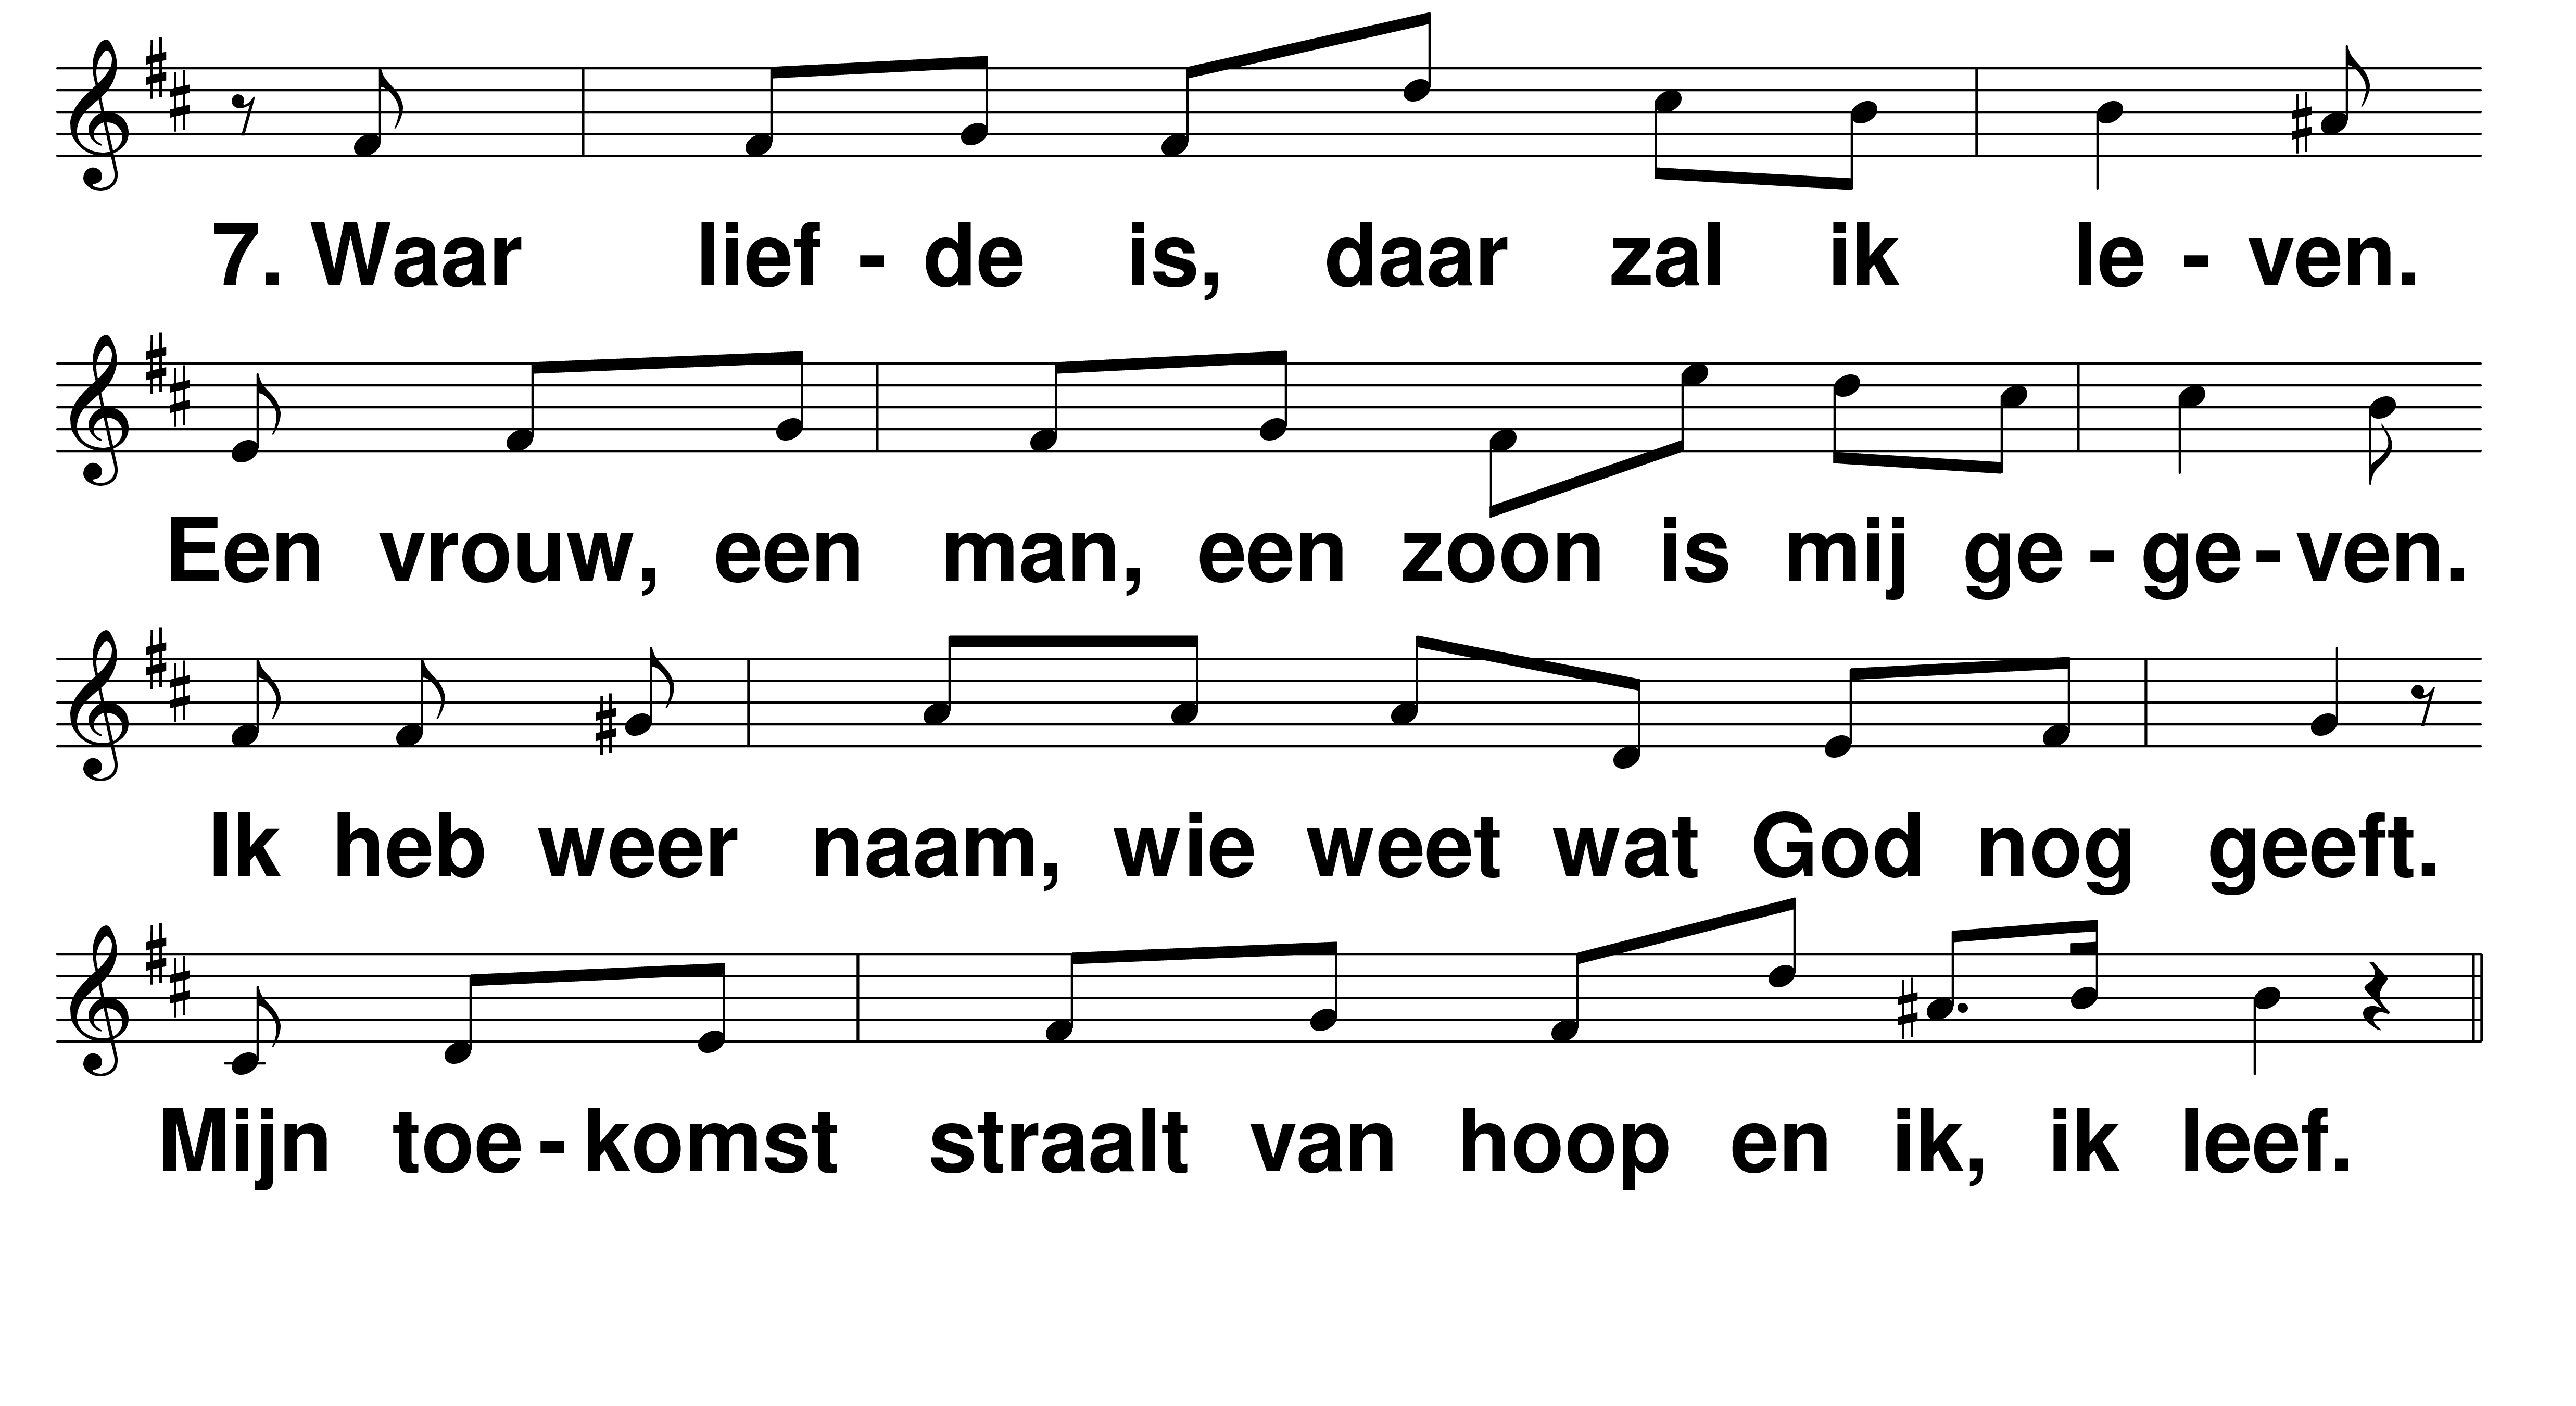 7. Waar lief - de is, daar zal ik le - ven.
Een vrouw, een man, een zoon is mij ge - ge - ven.
Ik heb weer naam, wie weet wat God nog geeft.
Mijn toe - komst straalt van hoop en ik, ik leef.